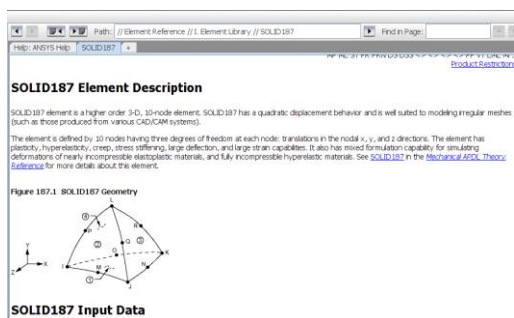 Path: // Element Reference // I. Element Library // SOLID187
Find in Page:
Help: ANSYS Help SOLID187 +
Product Restrictions
SOLID187 Element Description
SOLID187 element is a higher order 3-D, 10-node element. SOLID187 has a quadratic displacement behavior and is well suited to modeling irregular meshes
(such as those produced from various CAD/CAM systems).
The element is defined by 10 nodes having three degrees of freedom at each node: translations in the nodal x, y, and z directions. The element has
plasticity, hyperelasticity, creep, stress stiffening, large deflection, and large strain capabilities. It also has mixed formulation capability for simulating
deformations of nearly incompressible elastoplastic materials, and fully incompressible hyperelastic materials. See SOLID187 in the Mechanical APDL Theory
Reference for more details about this element.
Figure 187.1 SOLID187 Geometry
L
4
P
R
Y
2
Q
3
O
K
X
Z
I
M
N
1
J
SOLID187 Input Data